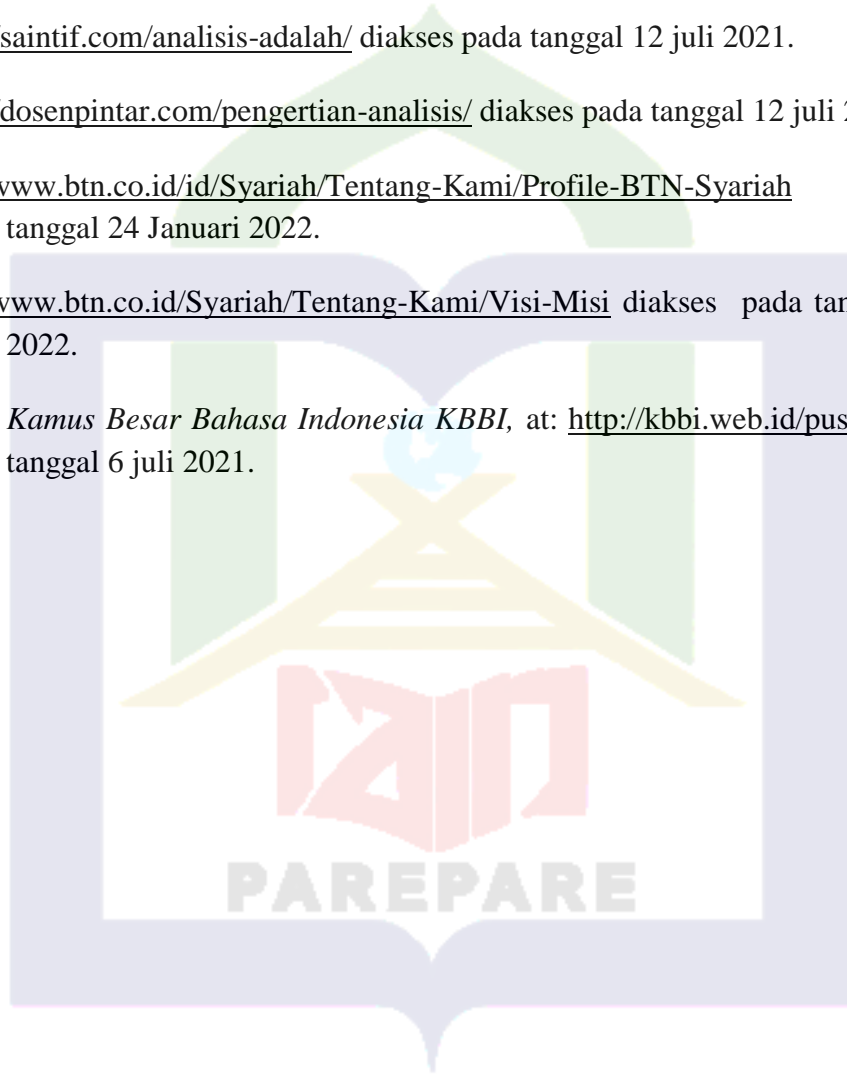 /saintif.com/analisis-adalah/ diakses pada tanggal 12 juli 2021.
/dosenpintar.com/pengertian-analisis/ diakses pada tanggal 12 juli
www.btn.co.id/id/Syariah/Tentang-Kami/Profile-BTN-Syariah
tanggal 24 Januari 2022.
www.btn.co.id/Syariah/Tentang-Kami/Visi-Misi diakses pada
2022.
Kamus Besar Bahasa Indonesia KBBI, at: http://kbbi.web.id/pus
tanggal 6 juli 2021.
iain
PAREPARE